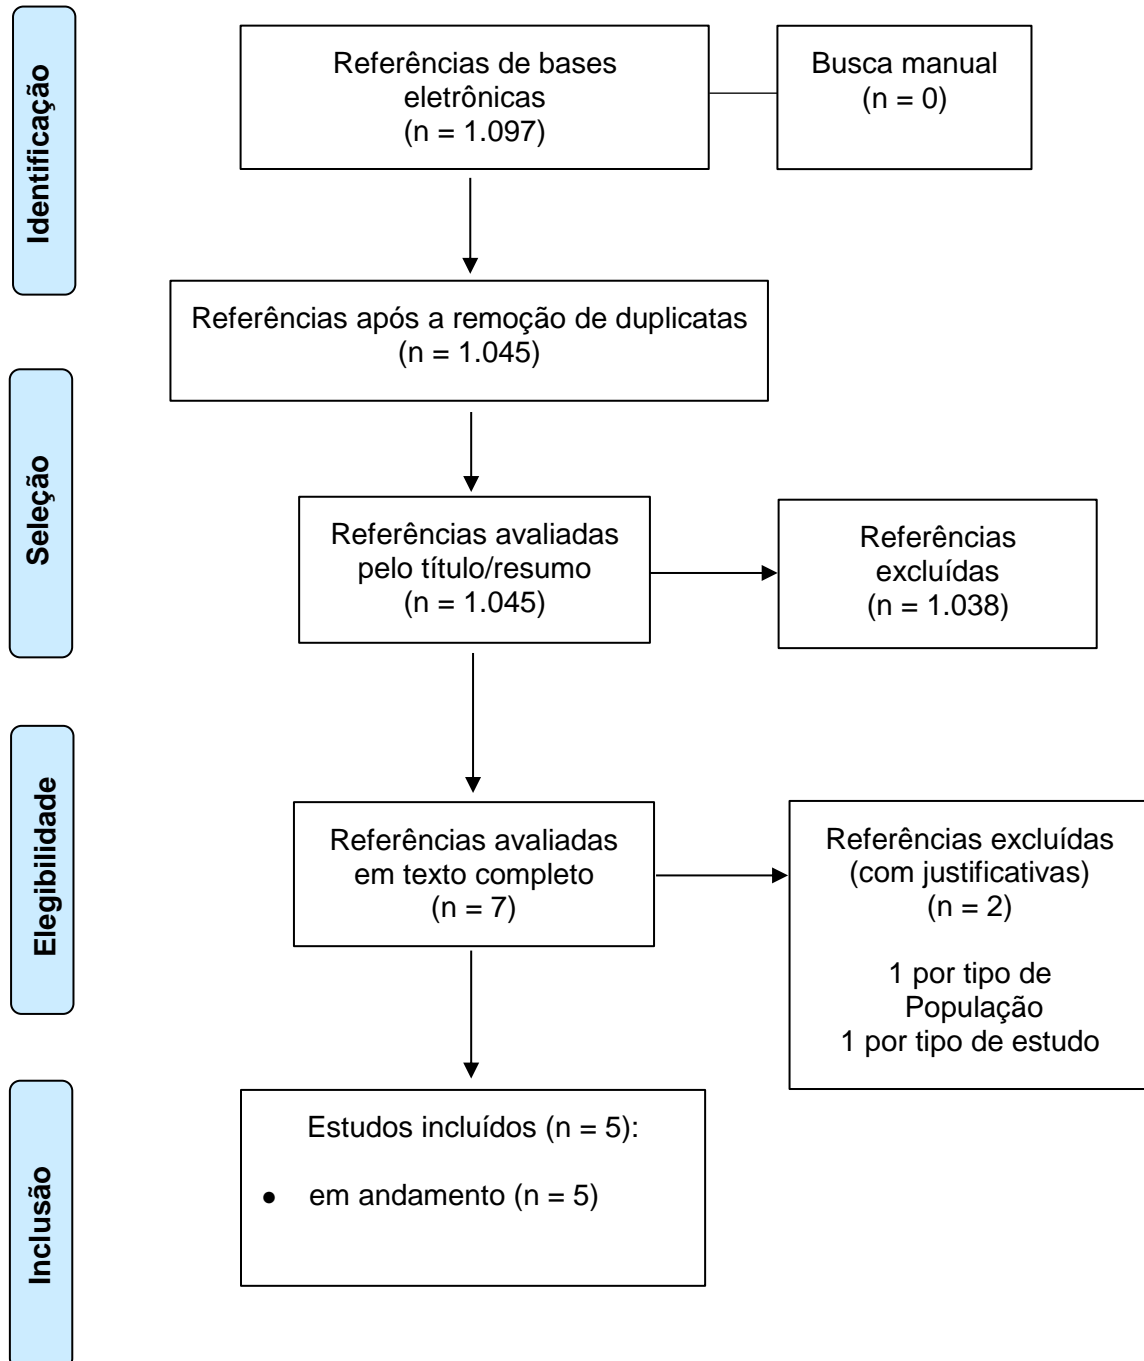 Identificação
Referências de bases
eletrônicas
(n = 1.097)
Busca manual
(n = 0)
Referências após a remoção de duplicatas
(n = 1.045)
Seleção
Referências avaliadas
pelo título/resumo
(n = 1.045)
Referências
excluídas
(n = 1.038)
Elegibilidade
Referências avaliadas
em texto completo
(n = 7)
Referências excluídas
(com justificativas)
(n = 2)
1 por tipo de
População
1 por tipo de estudo
Inclusão
Estudos incluídos (n = 5):
● em andamento (n = 5)